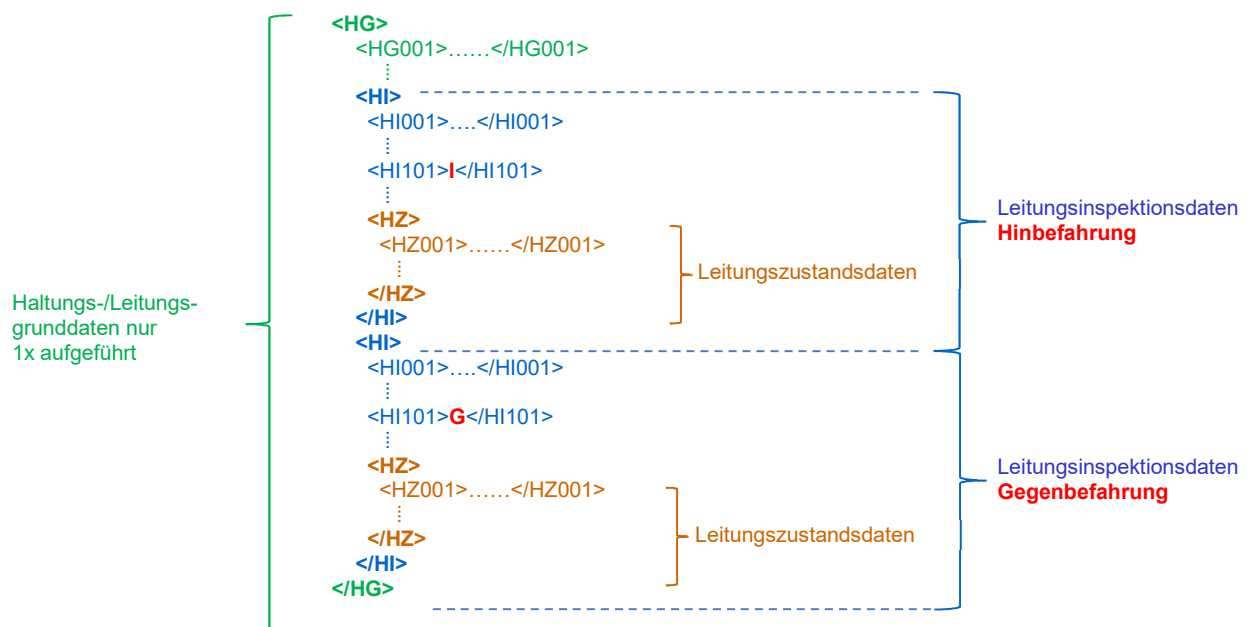 <HG>
<HG001>……</HG001>
<HI>
<HI001>….</HI001>
<HI101>I</HI101>
<HZ>
<HZ001>……</HZ001>
</HZ>
</HI>
<HI>
<HI001>….</HI001>
<HI101>G</HI101>
<HZ>
<HZ001>……</HZ001>
</HZ>
</HI>
</HG>
Haltungs-/Leitungs-
grunddaten nur
1x aufgeführt
Leitungszustandsdaten
Leitungsinspektionsdaten
Hinbefahrung
Leitungszustandsdaten
Leitungsinspektionsdaten
Gegenbefahrung